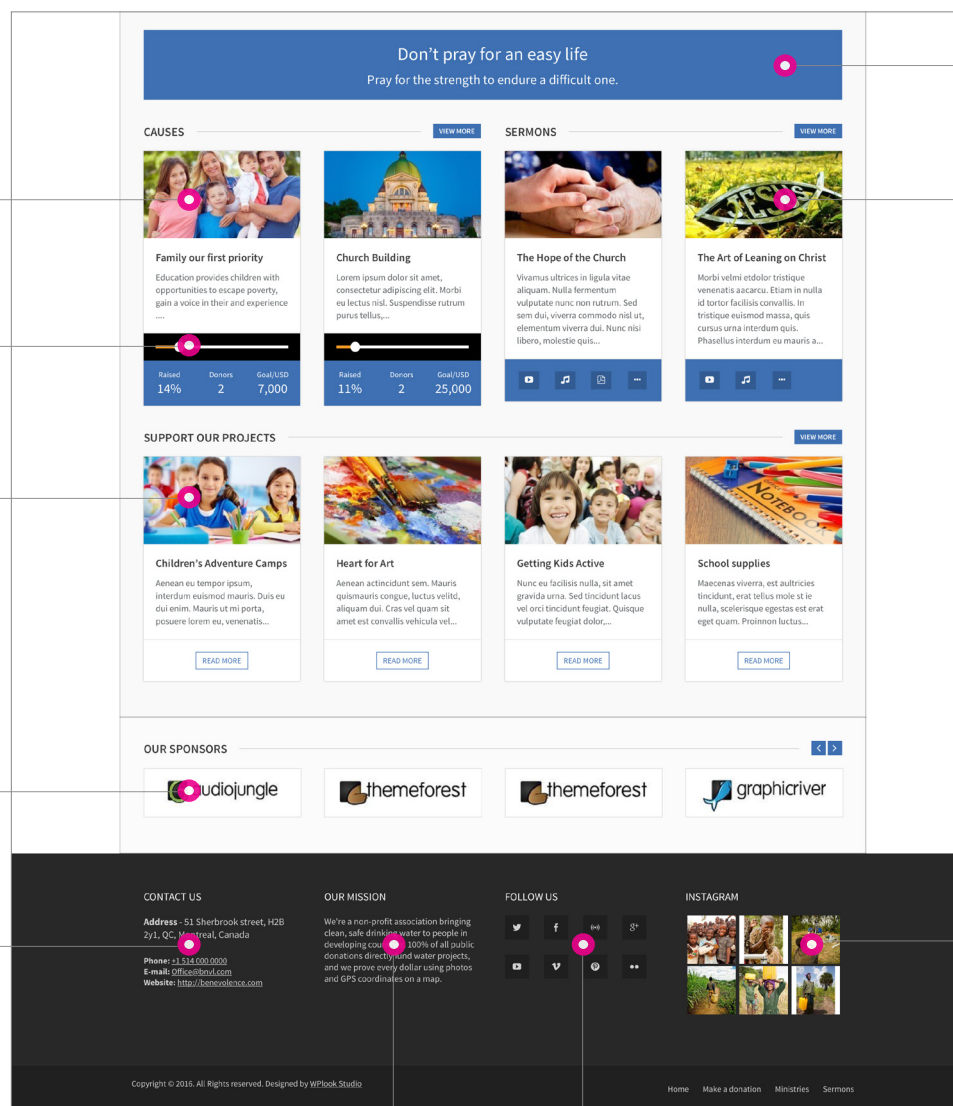 Don't pray for an easy life
Pray for the strength to endure a difficult one.
CAUSES
VIEW MORE
SERMONS
VIEW MORE
Family our first priority
Education provides children with
opportunities to escape poverty,
gain a voice in their and experience
....
Raised Donors Goal/USD
14% 2 7,000
Church Building
Lorem ipsum dolor sit amet,
consectetur adipiscing elit. Morbi
eu lectus nisl. Suspendisse rutrum
purus tellus,...
Raised Donors Goal/USD
11% 2 25,000
The Hope of the Church
Vivamus ultrices in ligula vitae
aliquam. Nulla fermentum
vulputate nunc non rutrum. Sed
sem dui, viverra commodo nisl ut,
elementum viverra dui. Nunc nisi
libero, molestie quis...
JESUS
The Art of Leaning on Christ
Morbi velmi etdolor tristique
venenatis aacarcu. Etiam in nulla
id tortor facilisis convallis. In
tristique euismod massa, quis
cursus urna interdum quis.
Phasellus interdum eu mauris a...
SUPPORT OUR PROJECTS
VIEW MORE
Children's Adventure Camps
Aenean eu tempor ipsum,
interdum euismod mauris. Duis eu
dui enim. Mauris ut mi porta,
posuere lorem eu, venenatis...
READ MORE
Heart for Art
Aenean actincidunt sem. Mauris
quismauris congue, luctus velitd,
aliquam dui. Cras vel quam sit
amet est convallis vehicula vel...
READ MORE
Getting Kids Active
Nunc eu facilisis nulla, sit amet
gravida urna. Sed tincidunt lacus
vel orci tincidunt feugiat. Quisque
vulputate feugiat dolor,...
READ MORE
NOTEBOOK
School supplies
Maecenas viverra, est aultricies
tincidunt, erat tellus mole st ie
nulla, scelerisque egestas est erat
eget quam. Proinnon luctus...
READ MORE
OUR SPONSORS
udiojungle
themeforest
themeforest
graphicriver
CONTACT US
Address - 51 Sherbrook street, H2B
2y1, QC, Montreal, Canada
Phone: +1 514 000 0000
E-mail: Office@bnvl.com
Website: http://benevolence.com
OUR MISSION
We're a non-profit association bringing
clean, safe drinking water to people in
developing cou 100% of all public
donations directly fund water projects,
and we prove every dollar using photos
and GPS coordinates on a map.
FOLLOW US
INSTAGRAM
Copyright © 2016. All Rights reserved. Designed by WPlook Studio
Home Make a donation Ministries Sermons